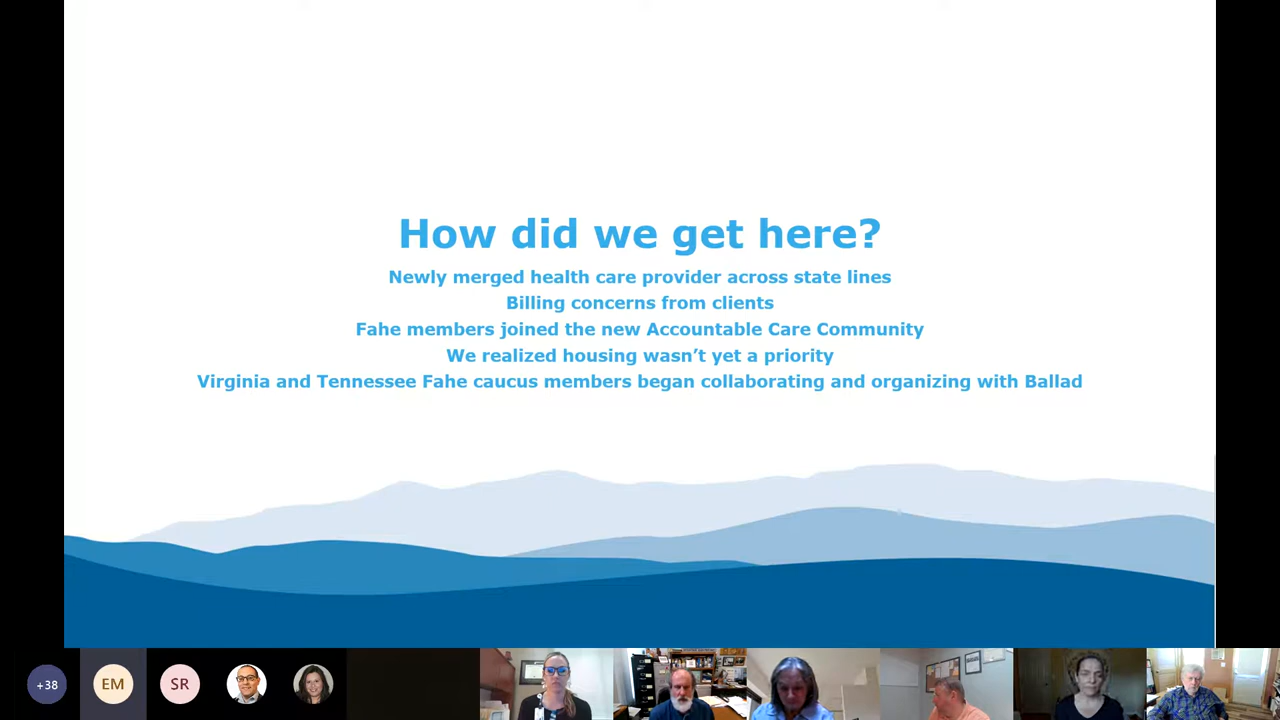 How did we get here?
Newly merged health care provider across state lines
Billing concerns from clients
Fahe members joined the new Accountable Care Community
We realized housing wasn’t yet a priority
Virginia and Tennessee Fahe caucus members began collaborating and organizing with Ballad
+38
EM
SR